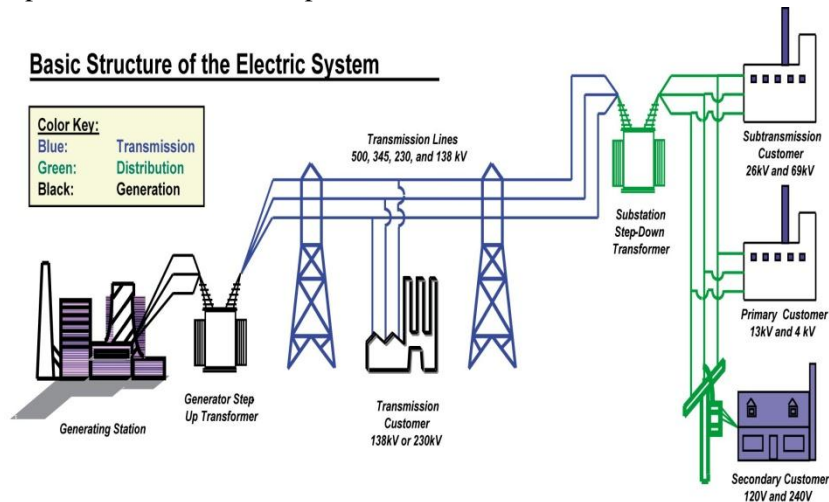 Basic Structure of the Electric System
Color Key:
Blue: Transmission
Green: Distribution
Black: Generation
Transmission Lines
500, 345, 230, and 138 kV
Subtransmission
Customer
26kV and 69kV
Substation
Step-Down
Transformer
Primary Customer
13kV and 4 kV
Generating Station
Generator Step
Up Transformer
Transmission
Customer
138kV or 230kV
Secondary Customer
120V and 240V